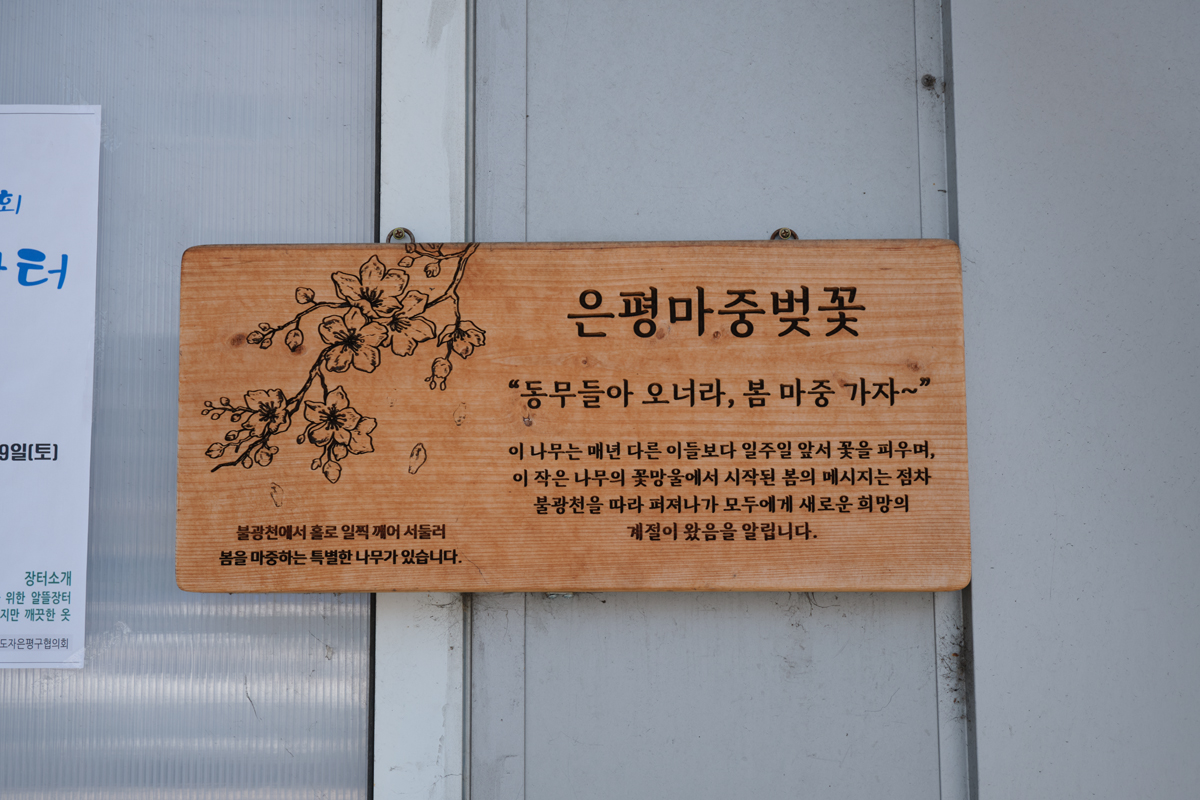 회
터
9일(토)
장터소개
위한 알뜰장터
지만 깨끗한 옷
도자은평구협의회
은평마중벚꽃
“동무들아 오너라, 봄 마중 가자~”
이 나무는 매년 다른 이들보다 일주일 앞서 꽃을 피우며,
이 작은 나무의 꽃망울에서 시작된 봄의 메시지는 점차
불광천을 따라 퍼져나가 모두에게 새로운 희망의
계절이 왔음을 알립니다.
불광천에서 홀로 일찍 깨어 서둘러
봄을 마중하는 특별한 나무가 있습니다.